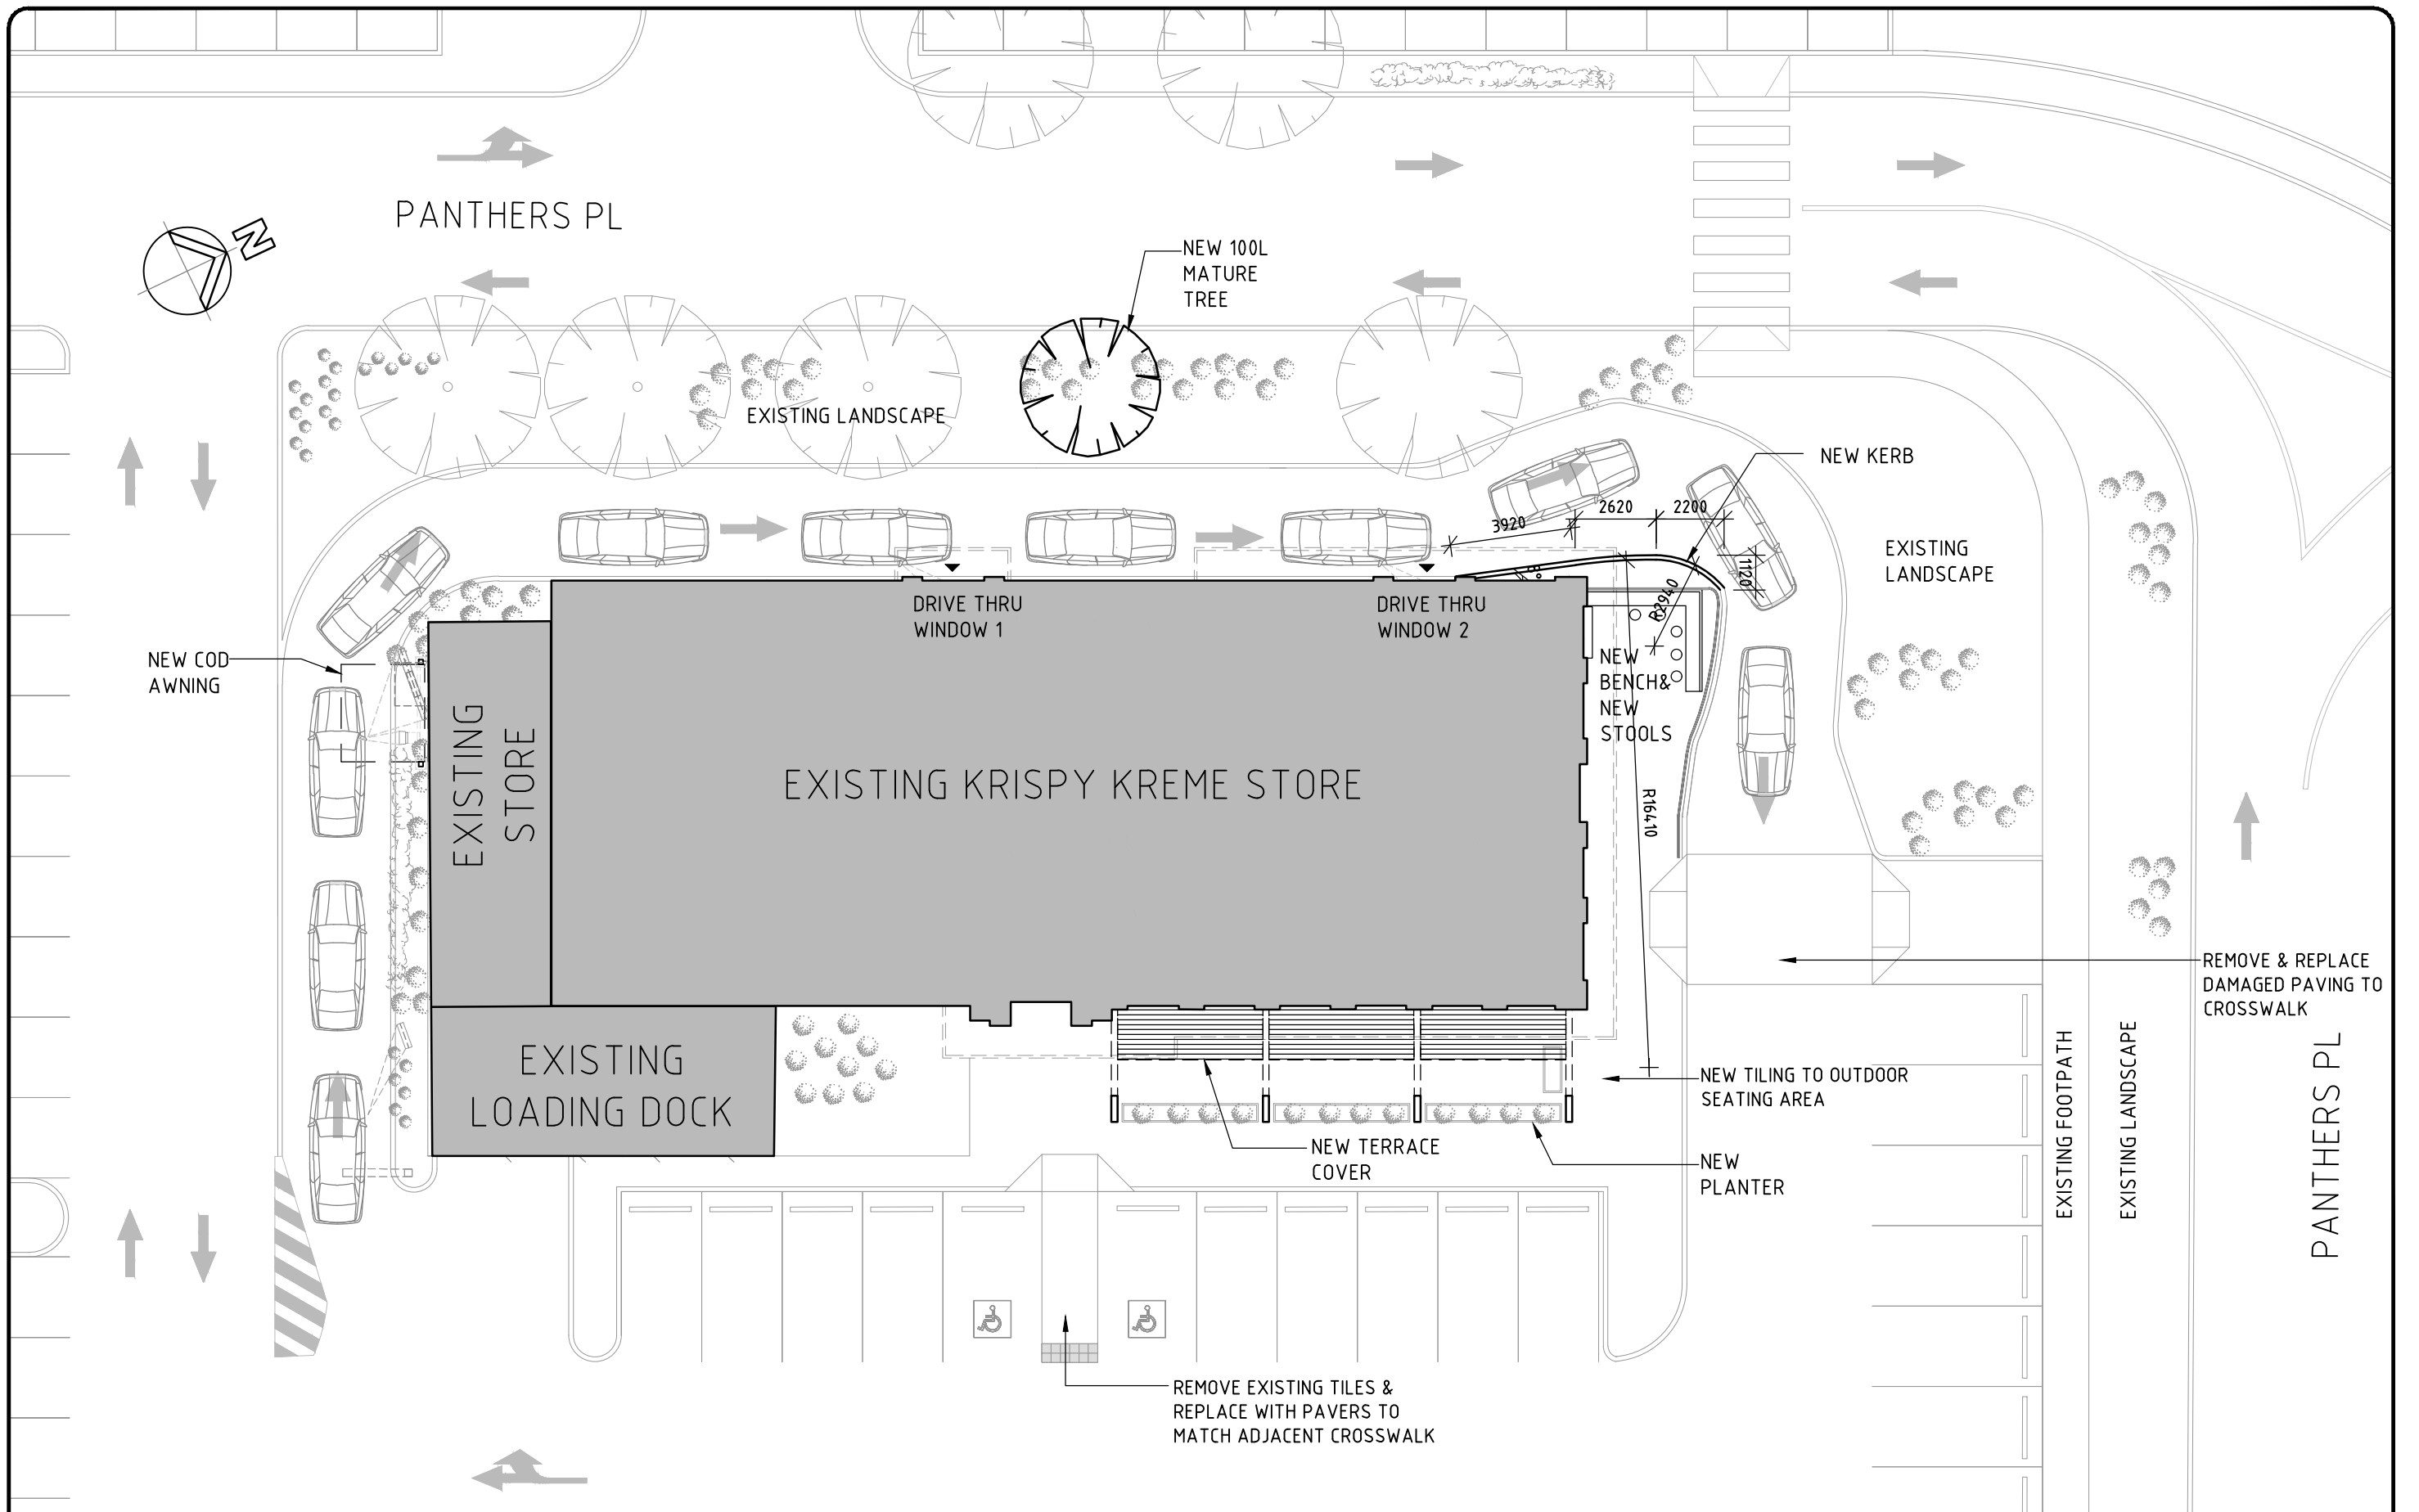 PANTHERS PL
N
NEW 100L
MATURE
TREE
EXISTING LANDSCAPE
NEW KERB
2620
2200
3920
1120
R2940
EXISTING
LANDSCAPE
DRIVE THRU
WINDOW 1
DRIVE THRU
WINDOW 2
NEW COD
AWNING
NEW
BENCH&
NEW
STOOLS
EXISTING
STORE
EXISTING KRISPY KREME STORE
R16410
REMOVE & REPLACE
DAMAGED PAVING TO
CROSSWALK
EXISTING
LOADING DOCK
NEW TILING TO OUTDOOR
SEATING AREA
NEW TERRACE
COVER
NEW
PLANTER
EXISTING FOOTPATH
EXISTING LANDSCAPE
PANTHERS PL
REMOVE EXISTING TILES &
REPLACE WITH PAVERS TO
MATCH ADJACENT CROSSWALK